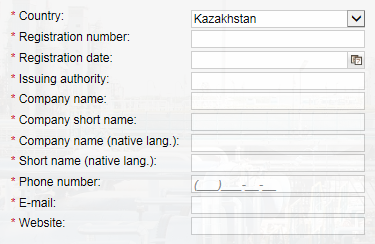 * Country: Kazakhstan
* Registration number:
* Registration date:
* Issuing authority:
* Company name:
* Company short name:
* Company name (native lang.):
* Short name (native lang.):
* Phone number: (___)___-__-__
* E-mail:
* Website: